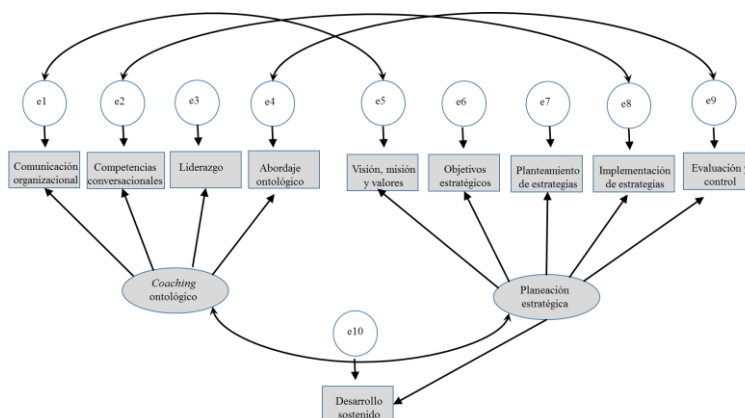 e1
e2
e3
e4
e5
e6
e7
e8
e9
Comunicación
organizacional
Competencias
conversacionales
Liderazgo
Abordaje
ontológico
Visión, misión
y valores
Objetivos
estratégicos
Planteamiento
de estrategias
Implementación
de estrategias
Evaluación y
control
Coaching
ontológico
Planeación
estratégica
e10
Desarrollo
sostenido